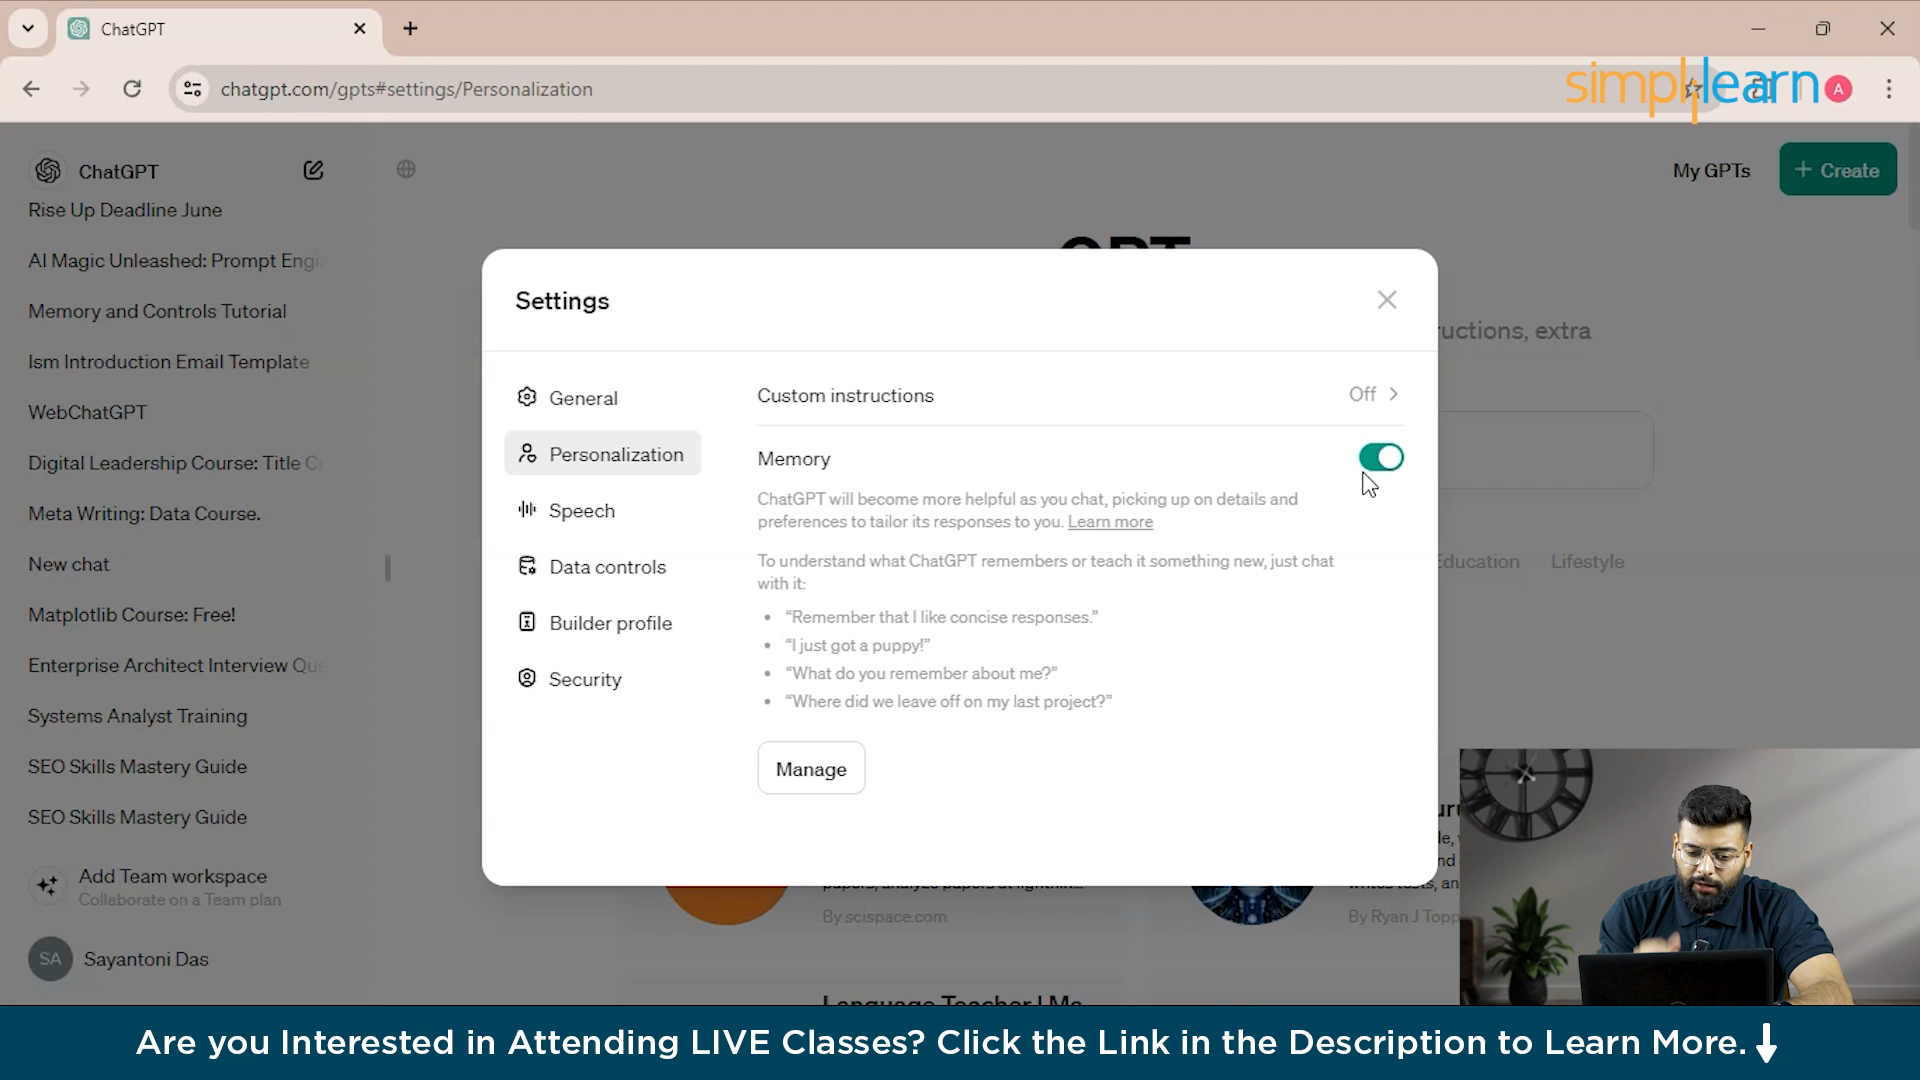 ChatGPT
chatgpt.com/gpts#settings/Personalization
simplilearn
A
ChatGPT
My GPTs
+ Create
Rise Up Deadline June
AI Magic Unleashed: Prompt Engi
Memory and Controls Tutorial
Ism Introduction Email Template
WebChatGPT
Digital Leadership Course: Title C
Meta Writing: Data Course.
New chat
Matplotlib Course: Free!
Enterprise Architect Interview Que
Systems Analyst Training
SEO Skills Mastery Guide
SEO Skills Mastery Guide
Add Team workspace
Collaborate on a Team plan
SA Sayantoni Das
Settings
General
Personalization
Speech
Data controls
Builder profile
Security
Custom instructions Off
Memory
ChatGPT will become more helpful as you chat, picking up on details and
preferences to tailor its responses to you. Learn more
To understand what ChatGPT remembers or teach it something new, just chat
with it:
• “Remember that I like concise responses.”
• “I just got a puppy!”
• “What do you remember about me?”
• “Where did we leave off on my last project?”
Manage
ructions, extra
Education Lifestyle
By scispace.com
By Ryan J Topp
Are you Interested in Attending LIVE Classes? Click the Link in the Description to Learn More.